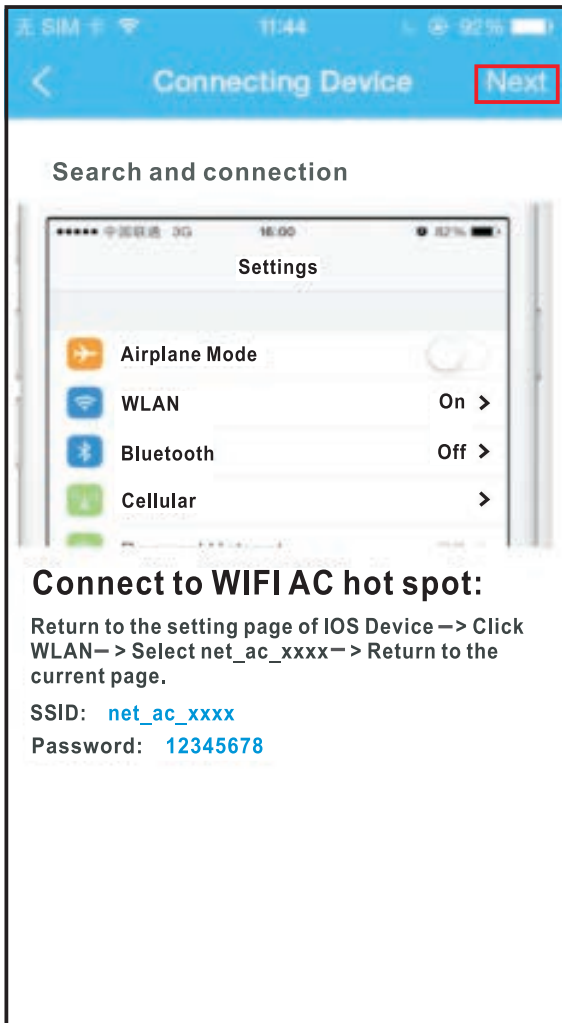 无 SIM 卡 11:44 92%
Connecting Device Next
Search and connection
中国联通 3G 16:00 82%
Settings
Airplane Mode
WLAN On >
Bluetooth Off >
Cellular >
Connect to WIFI AC hot spot:
Return to the setting page of IOS Device —> Click
WLAN— > Select net_ac_xxxx— > Return to the
current page.
SSID: net_ac_xxxx
Password: 12345678